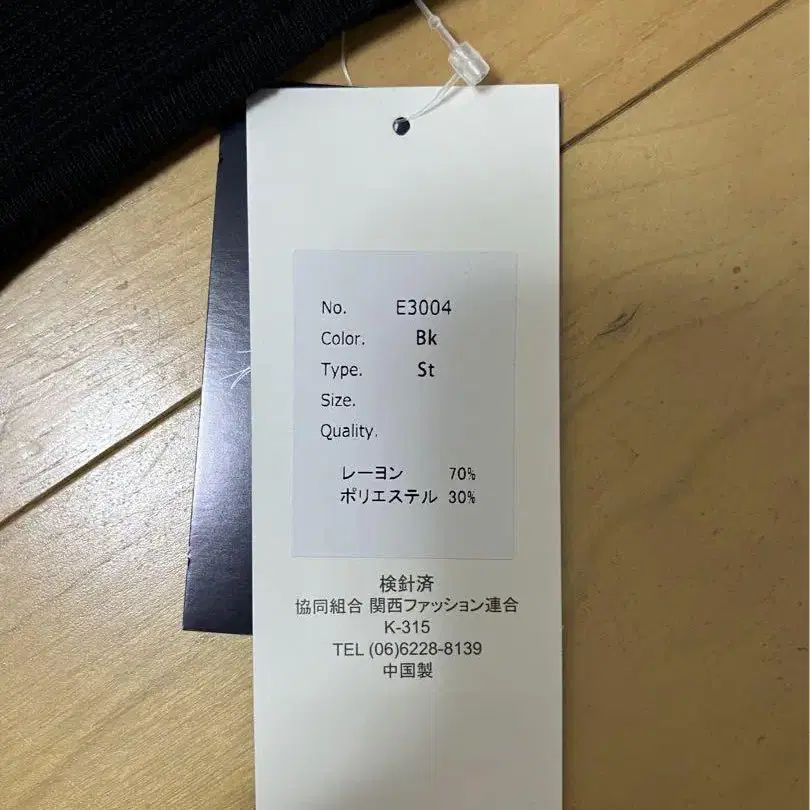 No. E3004
Color. Bk
Type. St
Size.
Quality.
レーヨン 70%
ポリエステル 30%
検針済
協同組合 関西ファッション連合
K-315
TEL (06)6228-8139
中国製